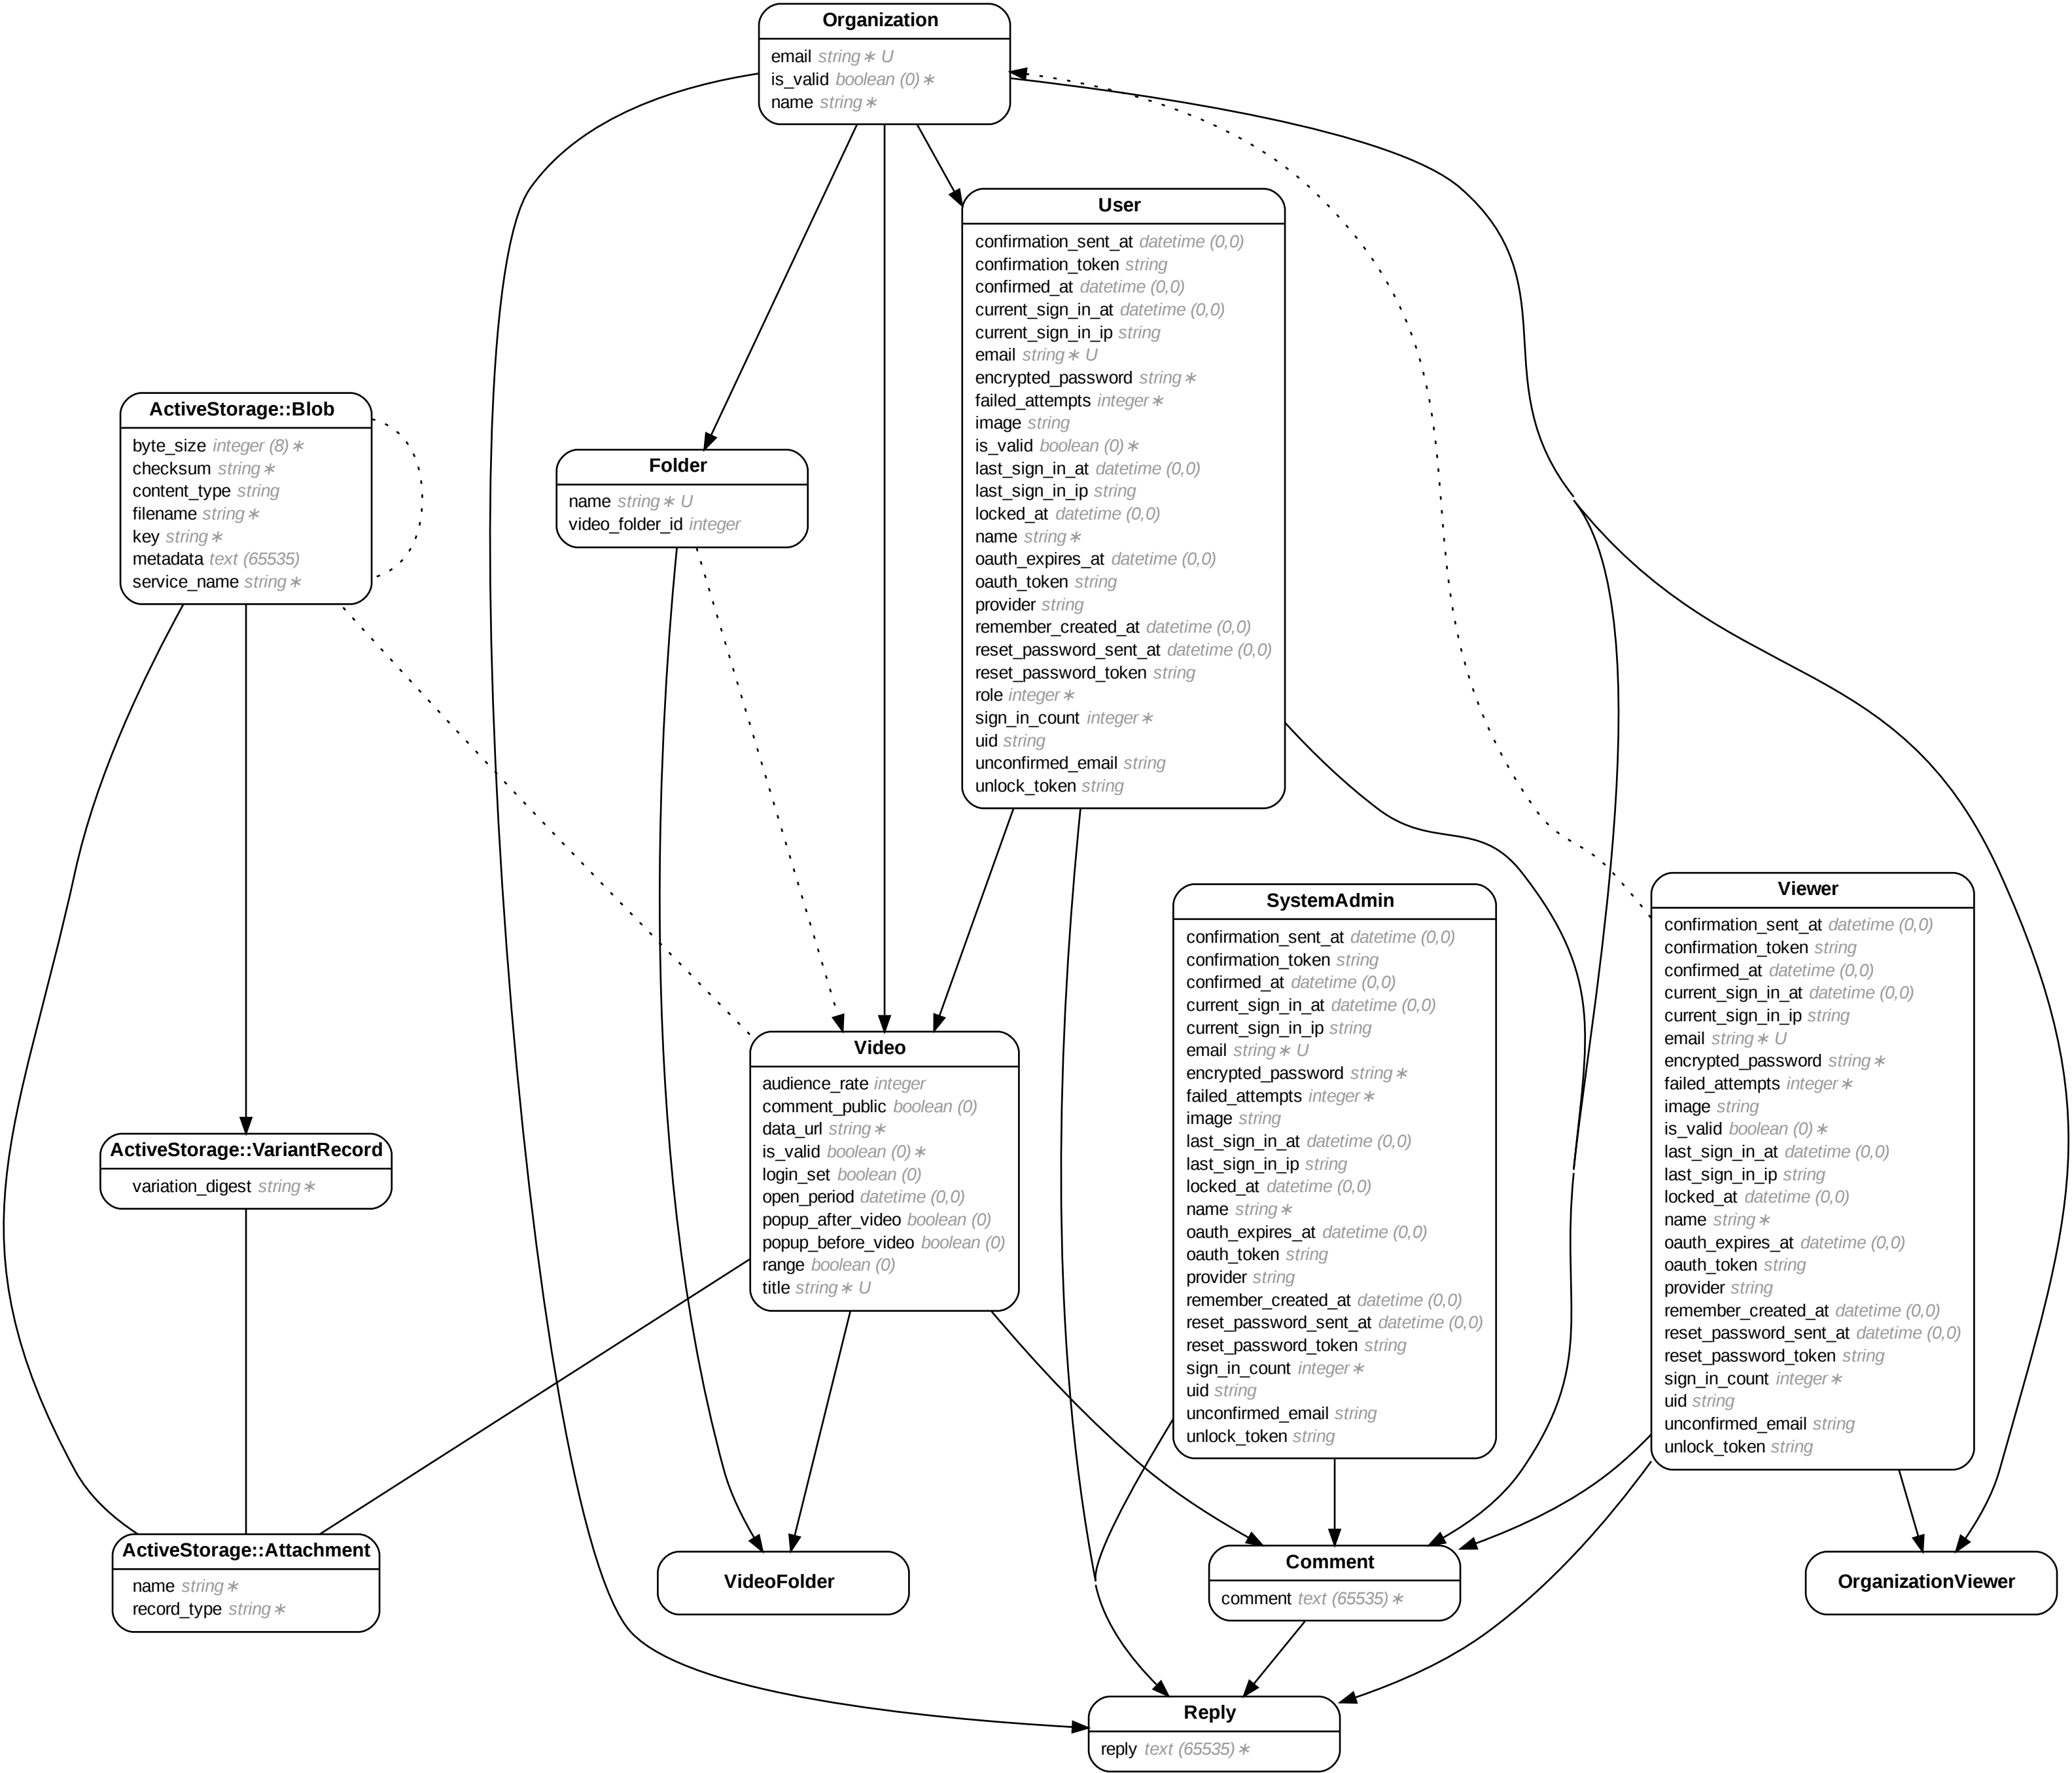 Organization
email string∗ U
is_valid boolean (0)∗
name string∗
User
confirmation_sent_at datetime (0,0)
confirmation_token string
confirmed_at datetime (0,0)
current_sign_in_at datetime (0,0)
current_sign_in_ip string
email string∗ U
encrypted_password string∗
failed_attempts integer∗
image string
is_valid boolean (0)∗
last_sign_in_at datetime (0,0)
last_sign_in_ip string
locked_at datetime (0,0)
name string∗
oauth_expires_at datetime (0,0)
oauth_token string
provider string
remember_created_at datetime (0,0)
reset_password_sent_at datetime (0,0)
reset_password_token string
role integer∗
sign_in_count integer∗
uid string
unconfirmed_email string
unlock_token string
ActiveStorage::Blob
byte_size integer (8)∗
checksum string∗
content_type string
filename string∗
key string∗
metadata text (65535)
service_name string∗
Folder
name string∗ U
video_folder_id integer
SystemAdmin
confirmation_sent_at datetime (0,0)
confirmation_token string
confirmed_at datetime (0,0)
current_sign_in_at datetime (0,0)
current_sign_in_ip string
email string∗ U
encrypted_password string∗
failed_attempts integer∗
image string
last_sign_in_at datetime (0,0)
last_sign_in_ip string
locked_at datetime (0,0)
name string∗
oauth_expires_at datetime (0,0)
oauth_token string
provider string
remember_created_at datetime (0,0)
reset_password_sent_at datetime (0,0)
reset_password_token string
sign_in_count integer∗
uid string
unconfirmed_email string
unlock_token string
Viewer
confirmation_sent_at datetime (0,0)
confirmation_token string
confirmed_at datetime (0,0)
current_sign_in_at datetime (0,0)
current_sign_in_ip string
email string∗ U
encrypted_password string∗
failed_attempts integer∗
image string
is_valid boolean (0)∗
last_sign_in_at datetime (0,0)
last_sign_in_ip string
locked_at datetime (0,0)
name string∗
oauth_expires_at datetime (0,0)
oauth_token string
provider string
remember_created_at datetime (0,0)
reset_password_sent_at datetime (0,0)
reset_password_token string
sign_in_count integer∗
uid string
unconfirmed_email string
unlock_token string
Video
audience_rate integer
comment_public boolean (0)
data_url string∗
is_valid boolean (0)∗
login_set boolean (0)
open_period datetime (0,0)
popup_after_video boolean (0)
popup_before_video boolean (0)
range boolean (0)
title string∗ U
ActiveStorage::VariantRecord
variation_digest string∗
ActiveStorage::Attachment
name string∗
record_type string∗
VideoFolder
Comment
comment text (65535)∗
OrganizationViewer
Reply
reply text (65535)∗